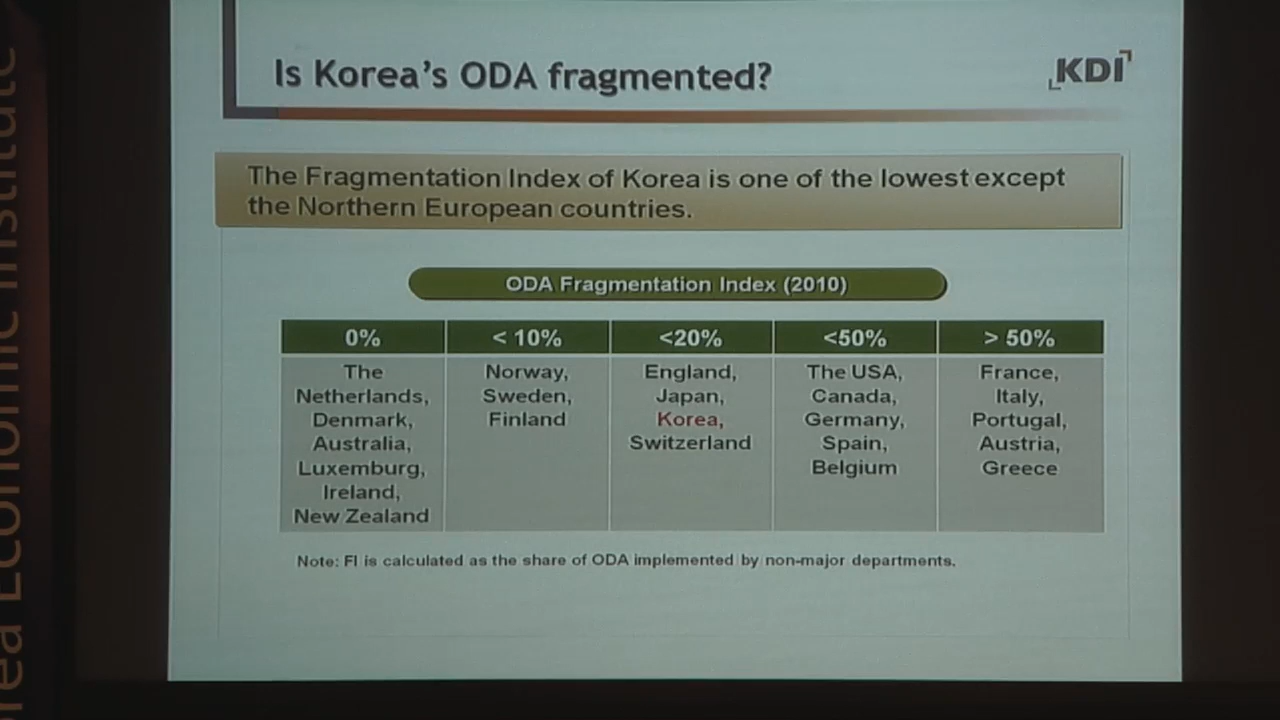 Is Korea's ODA fragmented?
KDI
The Fragmentation Index of Korea is one of the lowest except
the Northern European countries.
ODA Fragmentation Index (2010)
0%
The
Netherlands,
Denmark,
Australia,
Luxemburg,
Ireland,
New Zealand
< 10%
Norway,
Sweden,
Finland
<20%
England,
Japan,
Korea,
Switzerland
<50%
The USA,
Canada,
Germany,
Spain,
Belgium
> 50%
France,
Italy,
Portugal,
Austria,
Greece
Note: FI is calculated as the share of ODA implemented by non-major departments.
rea Economic Institute